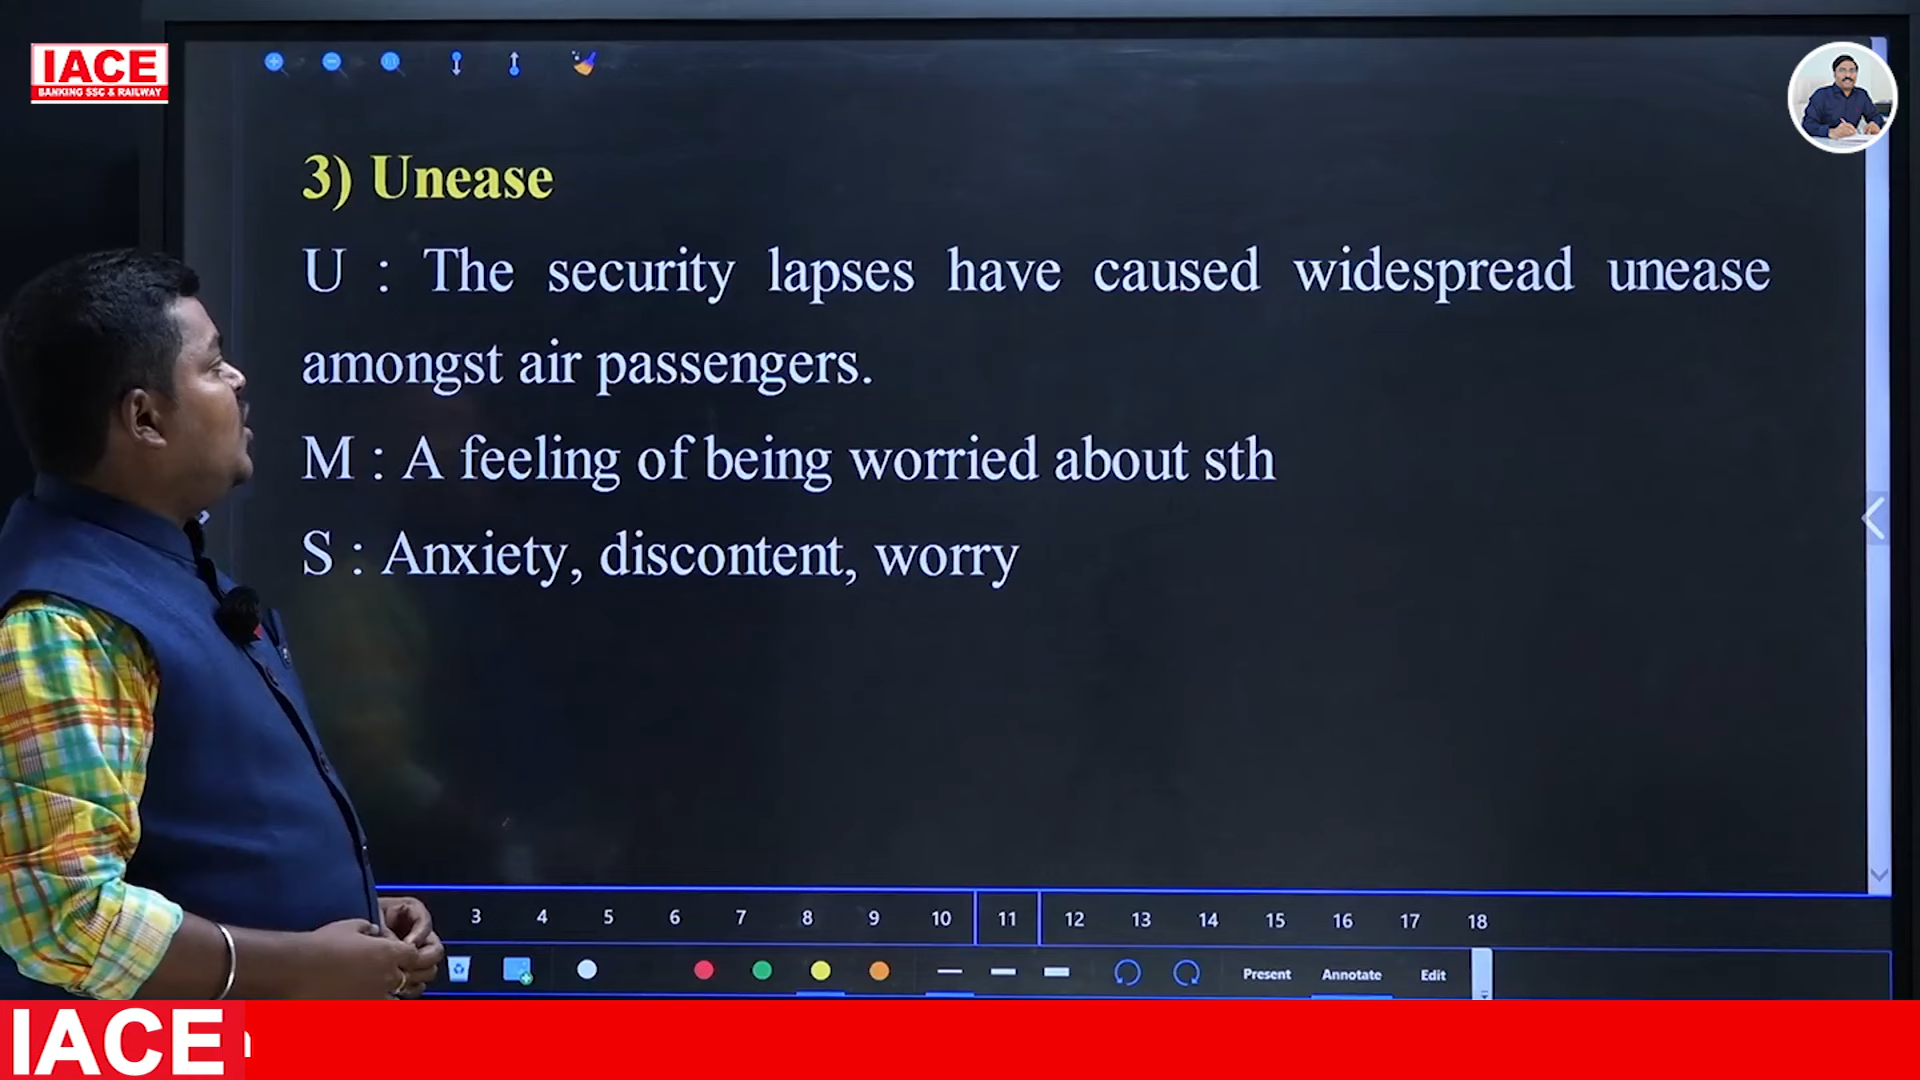 IACE
BANKING SSC & RAILWAY
3) Unease
U : The security lapses have caused widespread unease
amongst air passengers.
M : A feeling of being worried about sth
S : Anxiety, discontent, worry
3 4 5 6 7 8 9 10 11 12 13 14 15 16 17 18
Present Annotate Edit
IACE